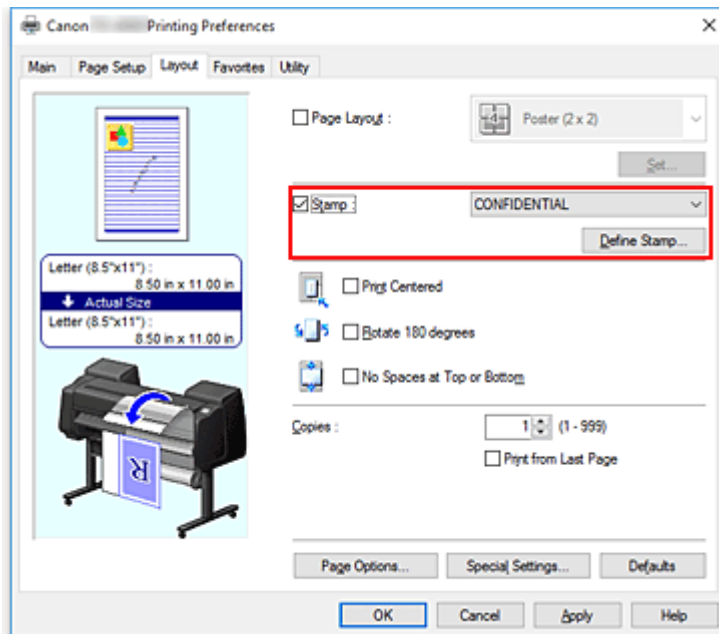 Canon Printing Preferences
Main Page Setup Layout Favorites Utility
Page Layout :
4 Poster (2 x 2)
Set...
Stamp : CONFIDENTIAL
Define Stamp...
Letter (8.5"x11") :
8.50 in x 11.00 in
Actual Size
Letter (8.5"x11") :
8.50 in x 11.00 in
Print Centered
Rotate 180 degrees
No Spaces at Top or Bottom
R
Copies : 1 (1 - 999)
Print from Last Page
Page Options... Special Settings... Defaults
OK Cancel Apply Help